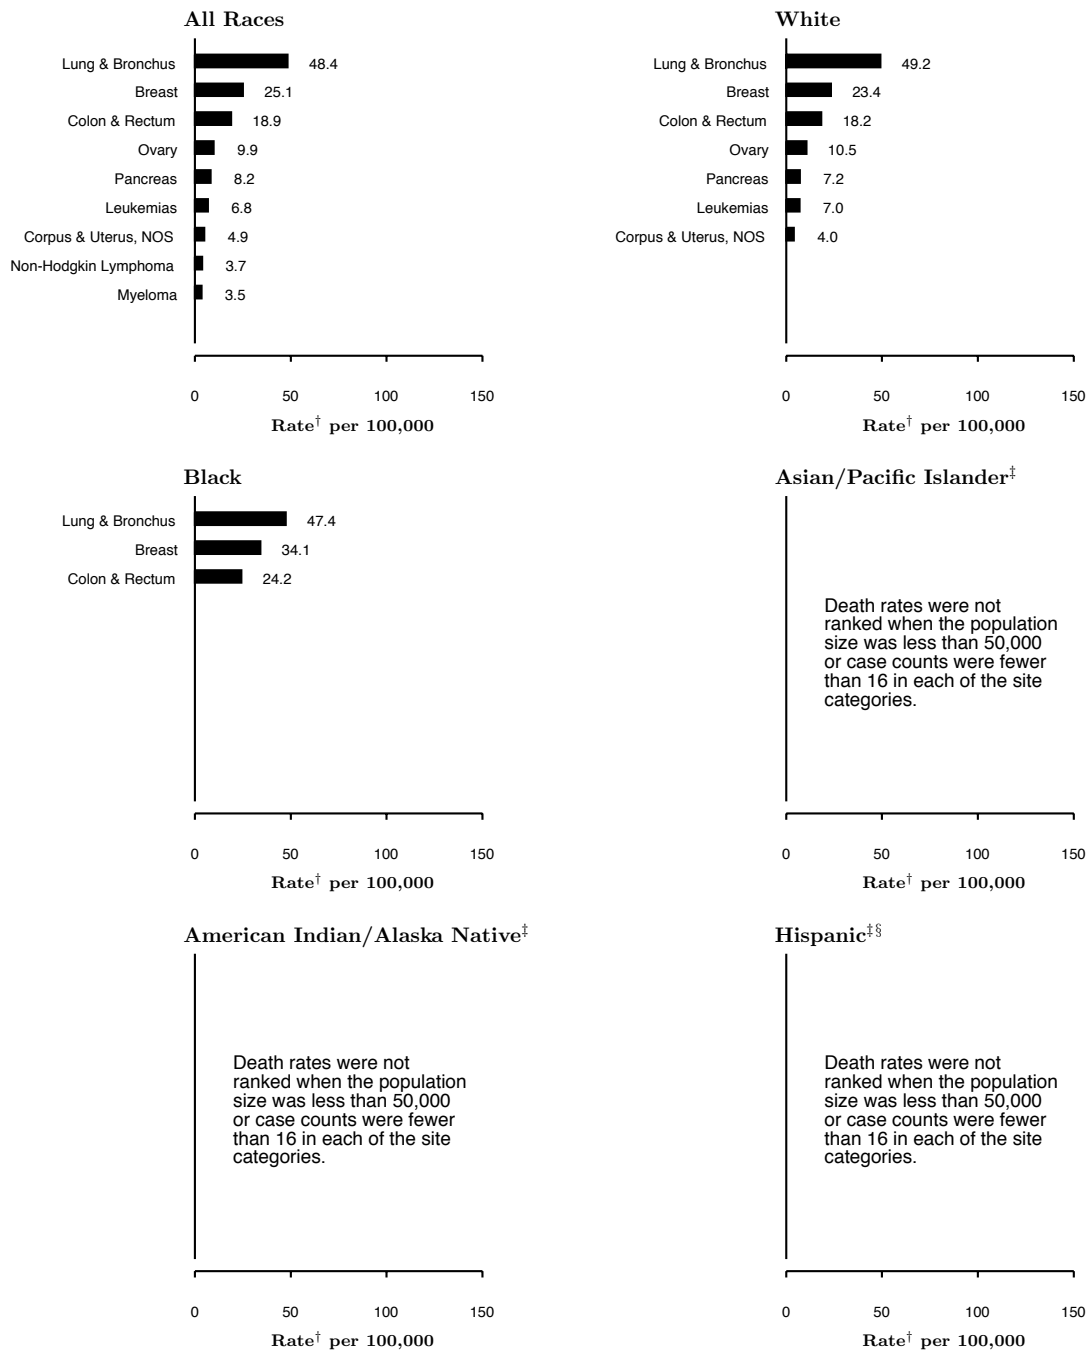 All Races
Lung & Bronchus 48.4
Breast 25.1
Colon & Rectum 18.9
Ovary 9.9
Pancreas 8.2
Leukemias 6.8
Corpus & Uterus, NOS 4.9
Non-Hodgkin Lymphoma 3.7
Myeloma 3.5
0 50 100 150
Rate† per 100,000
White
Lung & Bronchus 49.2
Breast 23.4
Colon & Rectum 18.2
Ovary 10.5
Pancreas 7.2
Leukemias 7.0
Corpus & Uterus, NOS 4.0
0 50 100 150
Rate† per 100,000
Black
Lung & Bronchus 47.4
Breast 34.1
Colon & Rectum 24.2
0 50 100 150
Rate† per 100,000
Asian/Pacific Islander‡
Death rates were not
ranked when the population
size was less than 50,000
or case counts were fewer
than 16 in each of the site
categories.
0 50 100 150
Rate† per 100,000
American Indian/Alaska Native‡
Death rates were not
ranked when the population
size was less than 50,000
or case counts were fewer
than 16 in each of the site
categories.
0 50 100 150
Rate† per 100,000
Hispanic‡§
Death rates were not
ranked when the population
size was less than 50,000
or case counts were fewer
than 16 in each of the site
categories.
0 50 100 150
Rate† per 100,000